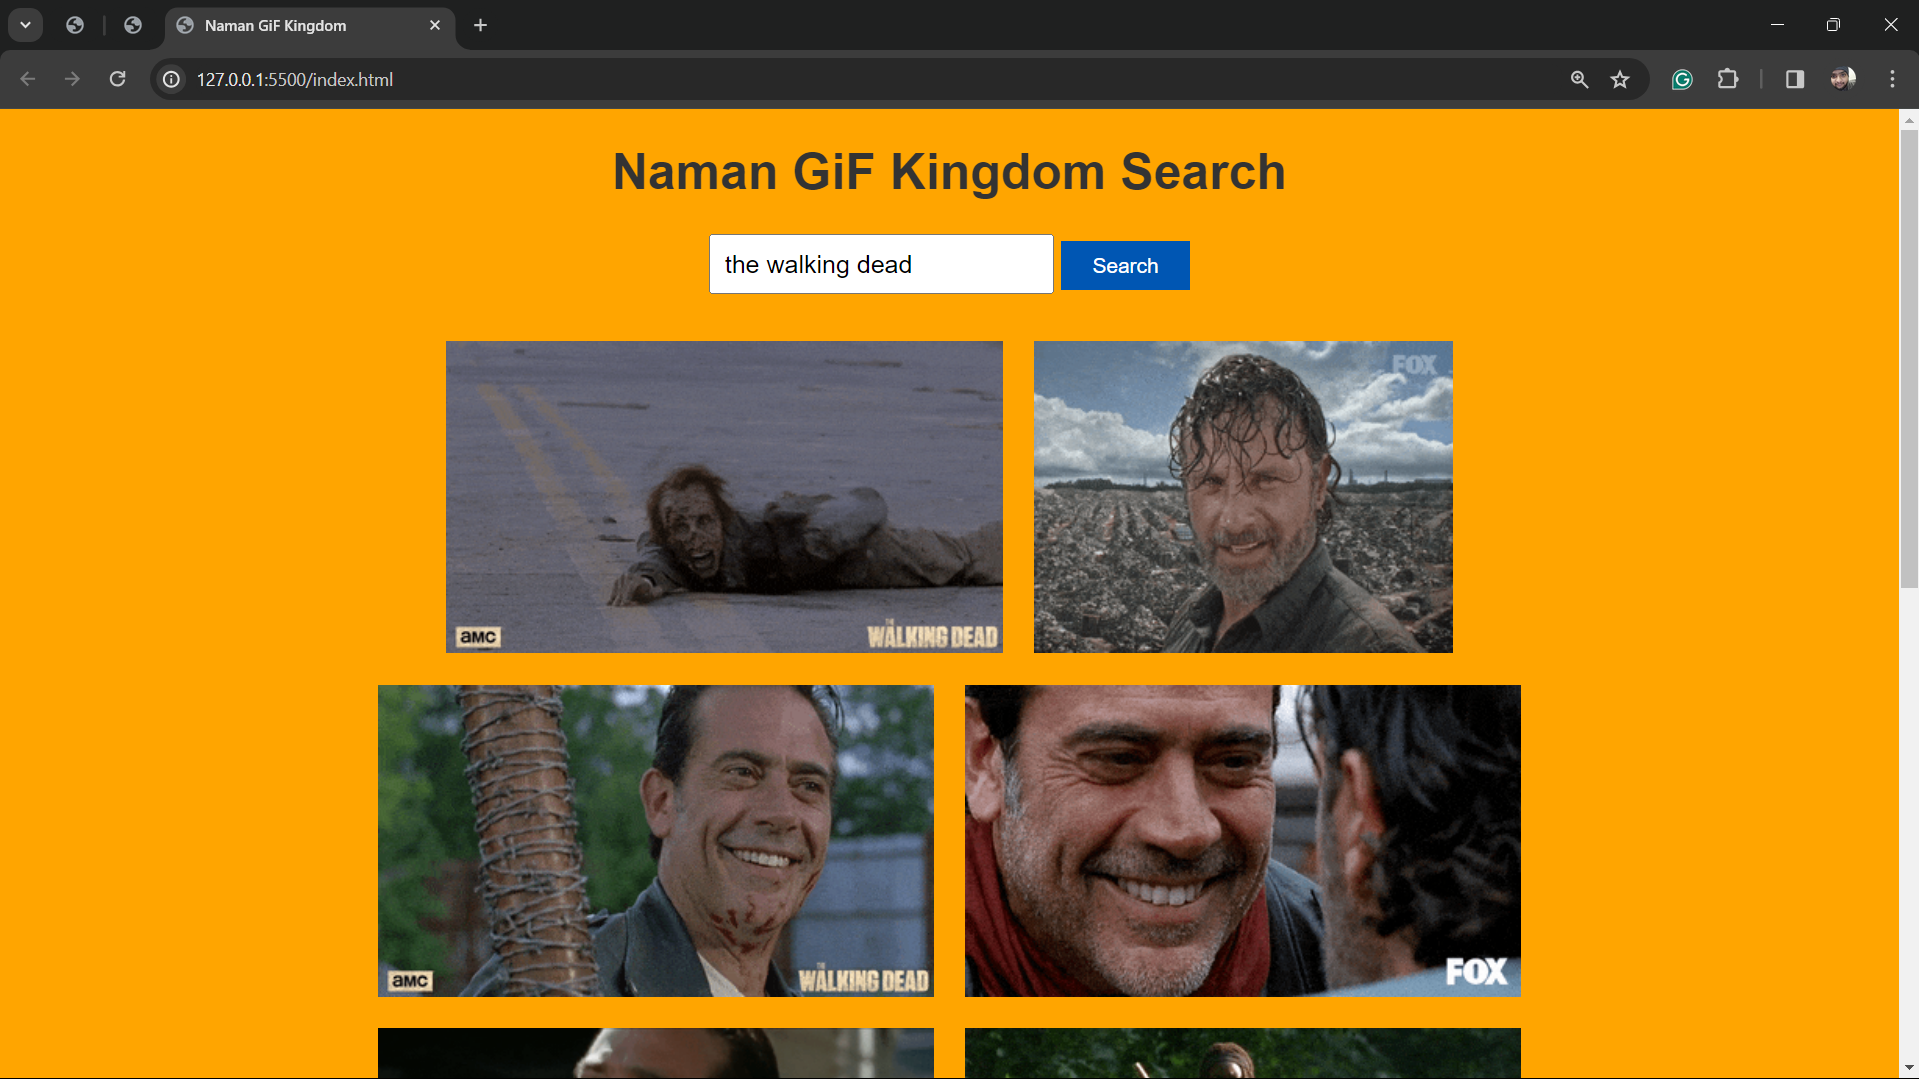 Naman GiF Kingdom
127.0.0.1:5500/index.html
Naman GiF Kingdom Search
the walking dead
Search
FOX
amc
THE
WALKING DEAD
amc
THE
WALKING DEAD
FOX